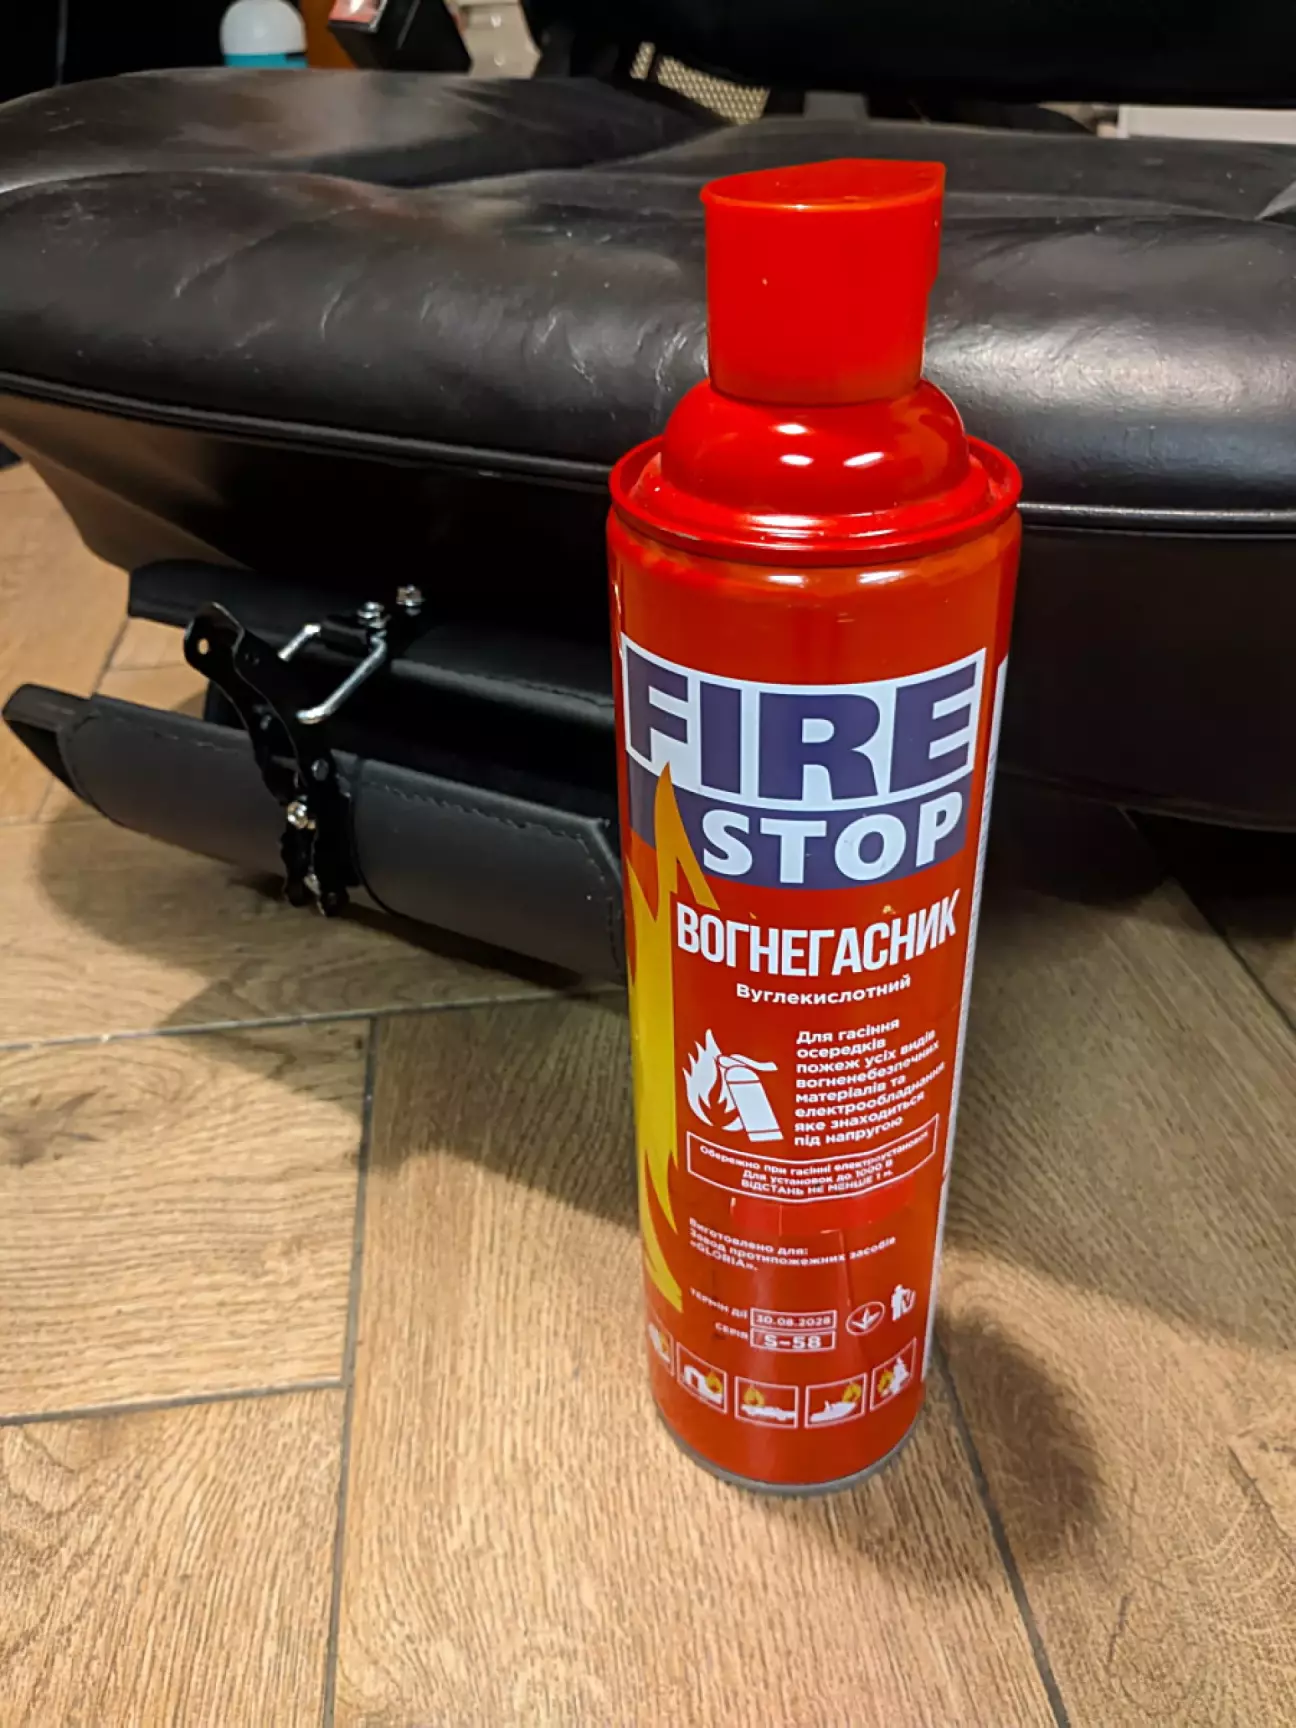 FIRE
STOP
ВОГНЕГАСНИК
Вуглекислотний
Для гасіння
осередків
пожеж усіх видів
вогненебезпечних
матеріалів та
електрообладнання
яке знаходиться
під напругою
Обережно при гасінні електроустановок
Для установок до 1000 В
ВІДСТАНЬ НЕ МЕНШЕ 1 м.
Виготовлено для:
Завод протипожежних засобів
«GLORIA».
ТЕРМІН ДІЇ 30.08.2028
СЕРІЯ S-58